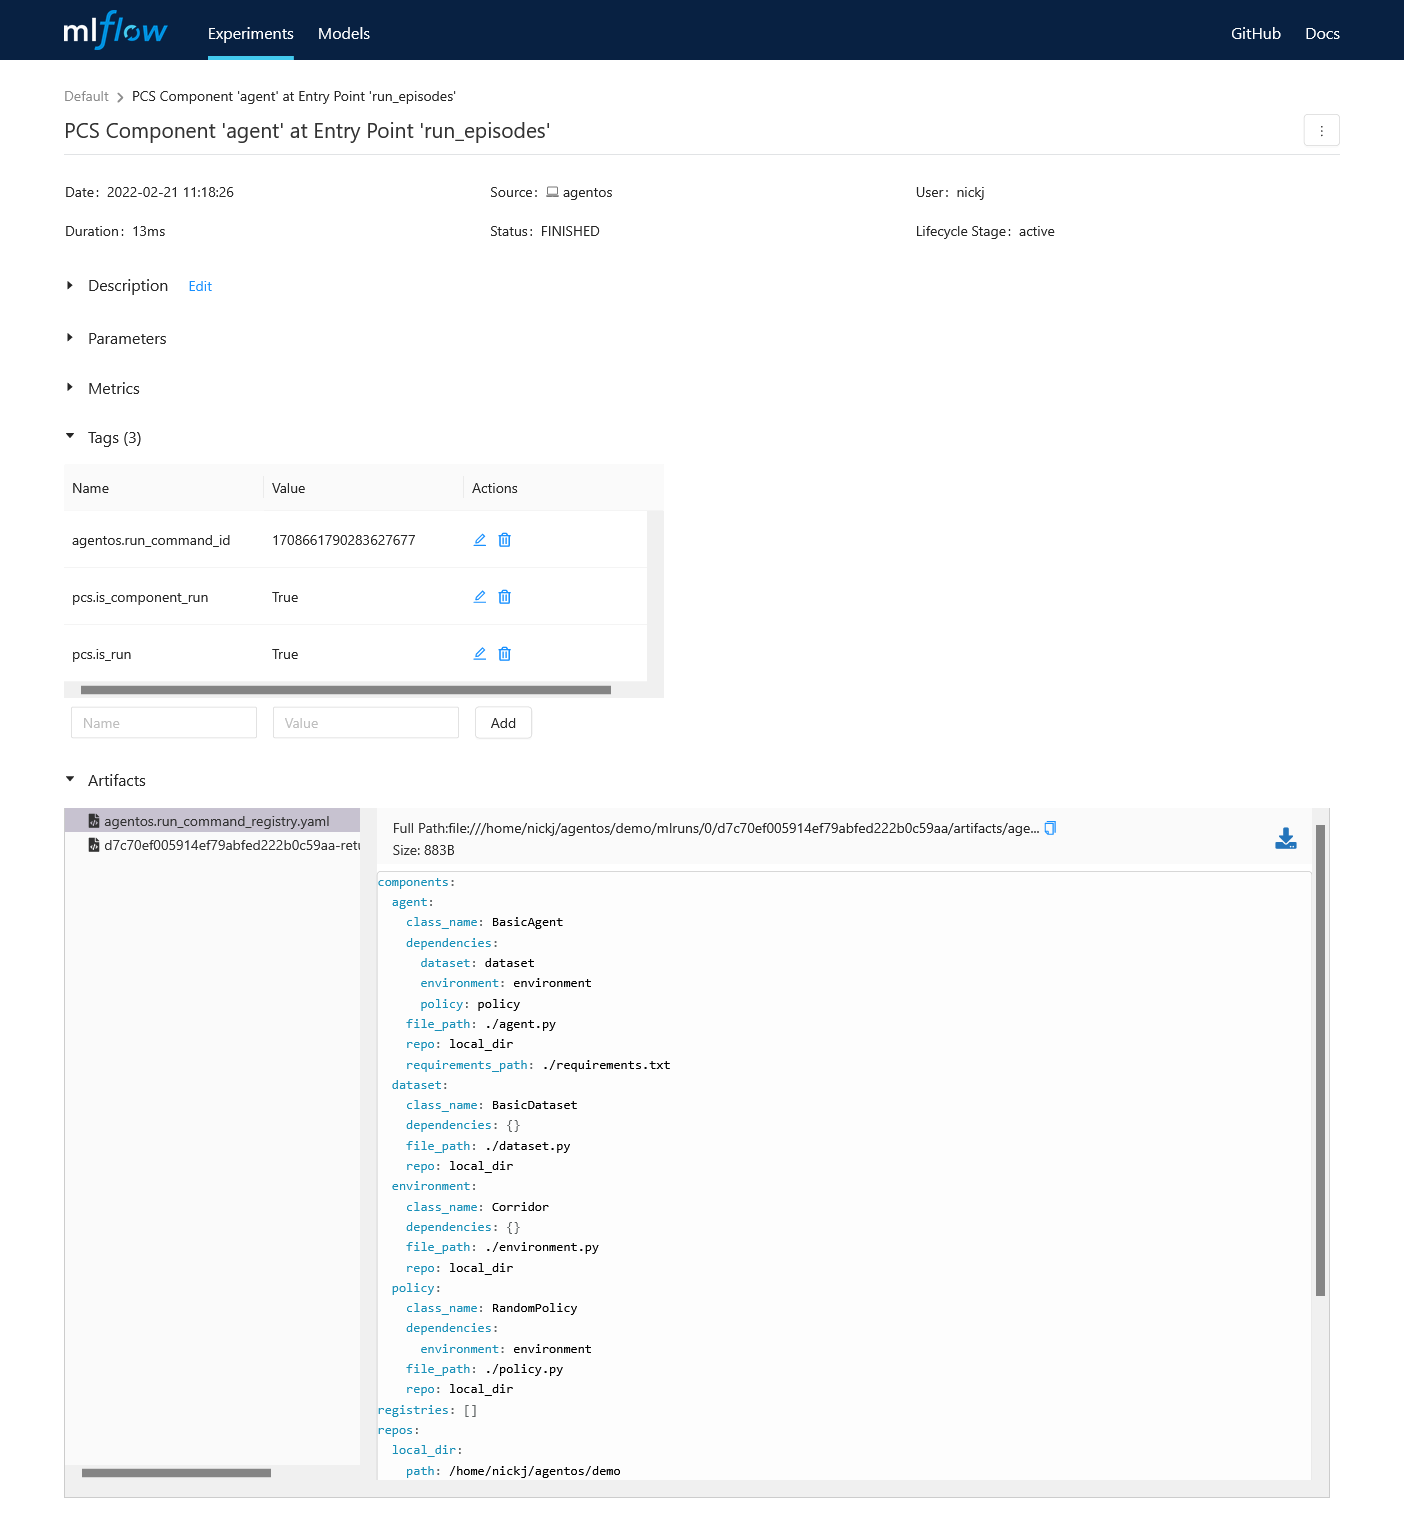 mlflow Experiments Models GitHub Docs
Default > PCS Component 'agent' at Entry Point 'run_episodes'
PCS Component 'agent' at Entry Point 'run_episodes'
Date: 2022-02-21 11:18:26 Source: agentos User: nickj
Duration: 13ms Status: FINISHED Lifecycle Stage: active
Description Edit
Parameters
Metrics
Tags (3)
Name Value Actions
agentos.run_command_id 1708661790283627677
pcs.is_component_run True
pcs.is_run True
Name Value Add
Artifacts
agentos.run_command_registry.yaml
d7c70ef005914ef79abfed222b0c59aa-retu
Full Path:file:///home/nickj/agentos/demo/mlruns/0/d7c70ef005914ef79abfed222b0c59aa/artifacts/age...
Size: 883B
components:
  agent:
    class_name: BasicAgent
    dependencies:
      dataset: dataset
      environment: environment
      policy: policy
    file_path: ./agent.py
    repo: local_dir
    requirements_path: ./requirements.txt
  dataset:
    class_name: BasicDataset
    dependencies: {}
    file_path: ./dataset.py
    repo: local_dir
  environment:
    class_name: Corridor
    dependencies: {}
    file_path: ./environment.py
    repo: local_dir
  policy:
    class_name: RandomPolicy
    dependencies:
      environment: environment
    file_path: ./policy.py
    repo: local_dir
registries: []
repos:
  local_dir:
    path: /home/nickj/agentos/demo